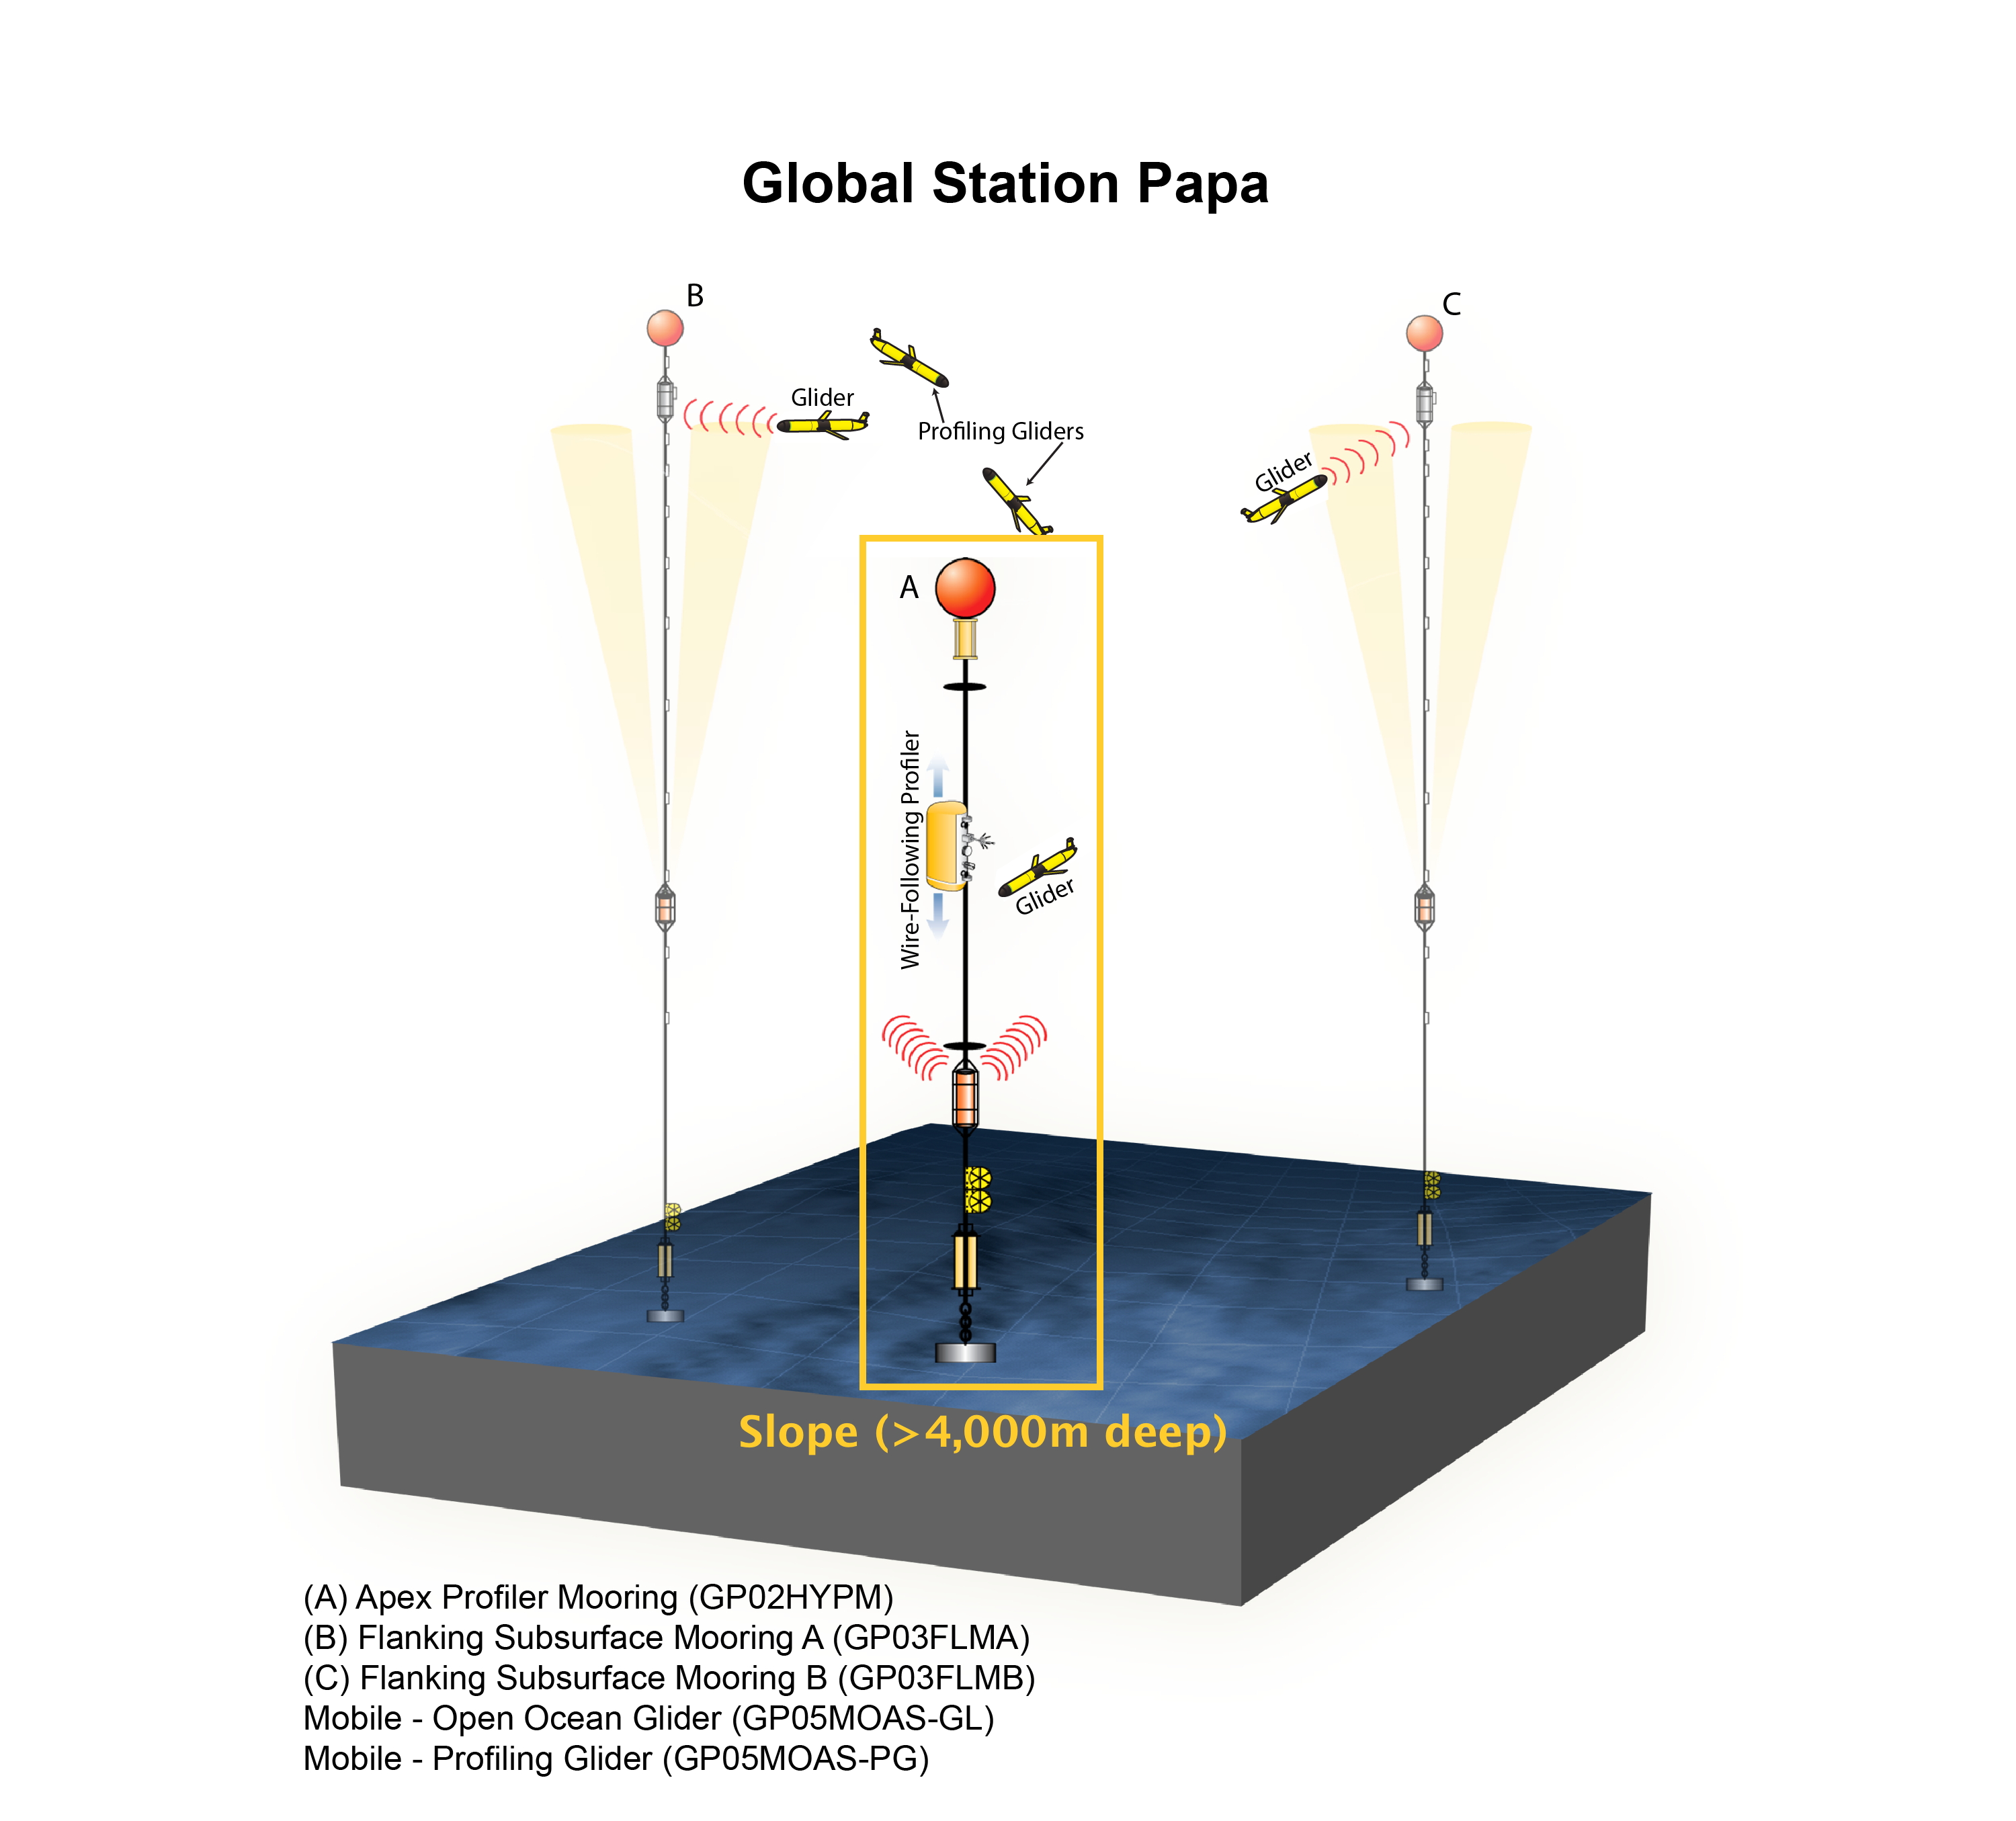 Global Station Papa
B
C
Glider
Profiling Gliders
Glider
A
Wire-Following Profiler
Glider
Slope (>4,000m deep)
(A) Apex Profiler Mooring (GP02HYPM)
(B) Flanking Subsurface Mooring A (GP03FLMA)
(C) Flanking Subsurface Mooring B (GP03FLMB)
Mobile - Open Ocean Glider (GP05MOAS-GL)
Mobile - Profiling Glider (GP05MOAS-PG)